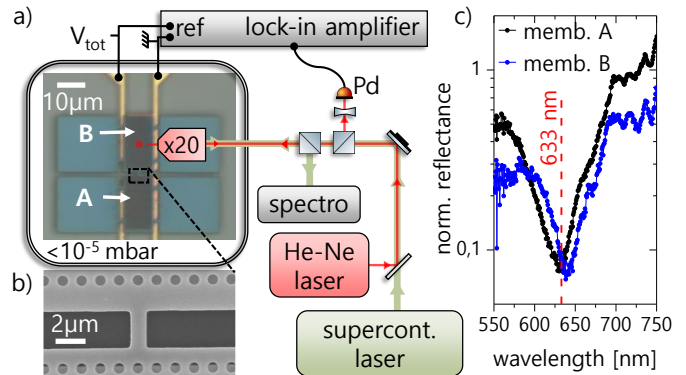 a)
V_tot
ref
lock-in amplifier
Pd
10µm
B
x20
A
<10⁻⁵ mbar
spectro
He-Ne
laser
supercont.
laser
b)
2µm
c)
memb. A
memb. B
633 nm
norm. reflectance
1
0,1
550 600 650 700 750
wavelength [nm]